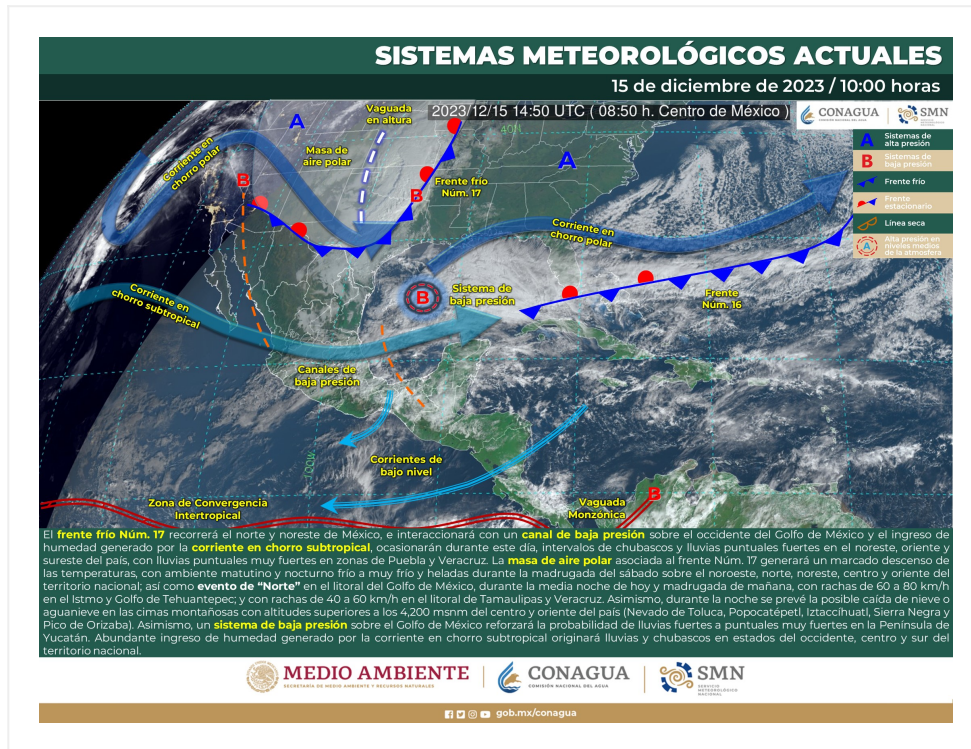 SISTEMAS METEOROLÓGICOS ACTUALES
15 de diciembre de 2023 / 10:00 horas
2023/12/15 14:50 UTC ( 08:50 h. Centro de México )
CONAGUA
COMISIÓN NACIONAL DEL AGUA
SMN
Vaguada
en altura
A
40N
Masa de
aire polar
Corriente en
chorro polar
A
Frente frío
Núm. 17
B
B
A Sistemas de
alta presión
B Sistemas de
baja presión
Frente frío
Frente
estacionario
Línea seca
A Alta presión en
niveles medios
de la atmosfera
Corriente en
chorro polar
Corriente en
chorro subtropical
B
Sistema de
baja presión
Frente
Núm. 16
Canales de
baja presión
Corrientes de
bajo nivel
100W
Zona de Convergencia
Intertropical
Vaguada
Monzónica
B
El frente frío Núm. 17 recorrerá el norte y noreste de México, e interaccionará con un canal de baja presión sobre el occidente del Golfo de México y el ingreso de
humedad generado por la corriente en chorro subtropical, ocasionarán durante este día, intervalos de chubascos y lluvias puntuales fuertes en el noreste, oriente y
sureste del país, con lluvias puntuales muy fuertes en zonas de Puebla y Veracruz. La masa de aire polar asociada al frente Núm. 17 generará un marcado descenso de
las temperaturas, con ambiente matutino y nocturno frío a muy frío y heladas durante la madrugada del sábado sobre el noroeste, norte, noreste, centro y oriente del
territorio nacional; así como evento de “Norte” en el litoral del Golfo de México, durante la media noche de hoy y madrugada de mañana, con rachas de 60 a 80 km/h
en el Istmo y Golfo de Tehuantepec; y con rachas de 40 a 60 km/h en el litoral de Tamaulipas y Veracruz. Asimismo, durante la noche se prevé la posible caída de nieve o
aguanieve en las cimas montañosas con altitudes superiores a los 4,200 msnm del centro y oriente del país (Nevado de Toluca, Popocatépetl, Iztaccíhuatl, Sierra Negra y
Pico de Orizaba). Asimismo, un sistema de baja presión sobre el Golfo de México reforzará la probabilidad de lluvias fuertes a puntuales muy fuertes en la Península de
Yucatán. Abundante ingreso de humedad generado por la corriente en chorro subtropical originará lluvias y chubascos en estados del occidente, centro y sur del
territorio nacional.
MEDIO AMBIENTE
SECRETARÍA DE MEDIO AMBIENTE Y RECURSOS NATURALES
CONAGUA
COMISIÓN NACIONAL DEL AGUA
SMN
SERVICIO
METEOROLÓGICO
NACIONAL
gob.mx/conagua